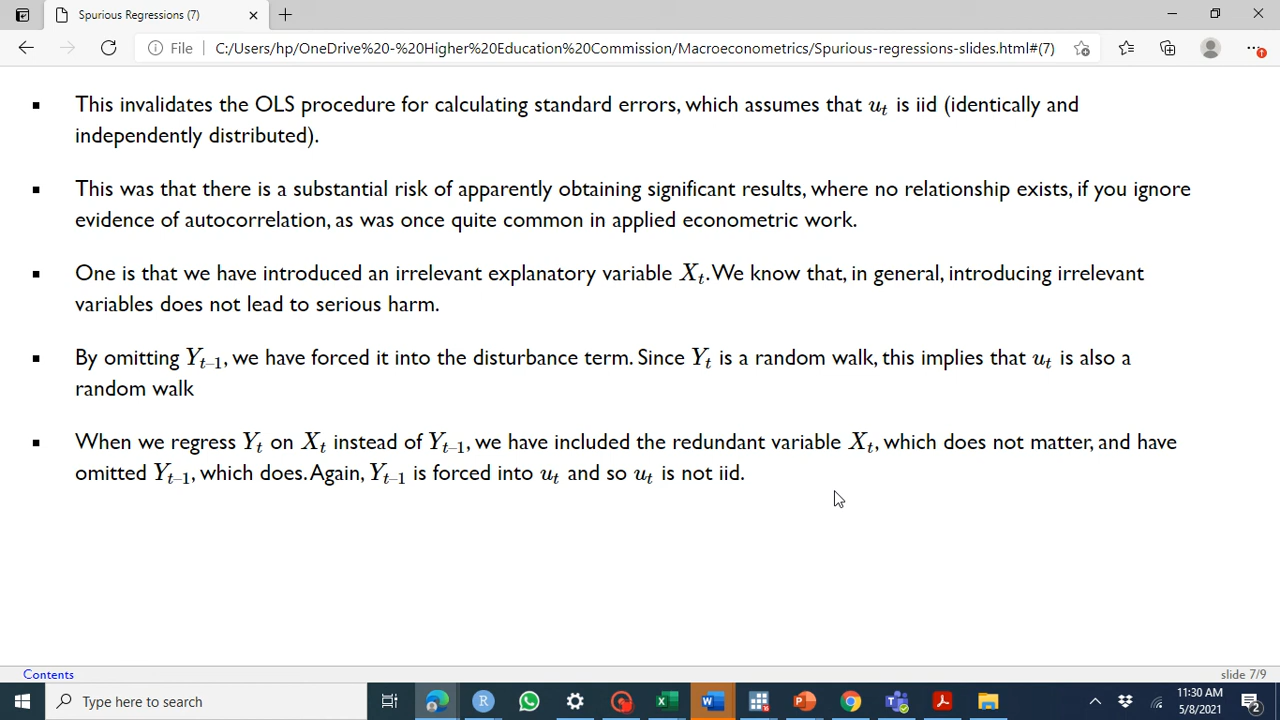 Spurious Regressions (7)
File
C:/Users/hp/OneDrive%20-%20Higher%20Education%20Commission/Macroeconometrics/Spurious-regressions-slides.html#(7)
This invalidates the OLS procedure for calculating standard errors, which assumes that uₜ is iid (identically and
independently distributed).
This was that there is a substantial risk of apparently obtaining significant results, where no relationship exists, if you ignore
evidence of autocorrelation, as was once quite common in applied econometric work.
One is that we have introduced an irrelevant explanatory variable Xₜ. We know that, in general, introducing irrelevant
variables does not lead to serious harm.
By omitting Yₜ₋₁, we have forced it into the disturbance term. Since Yₜ is a random walk, this implies that uₜ is also a
random walk
When we regress Yₜ on Xₜ instead of Yₜ₋₁, we have included the redundant variable Xₜ, which does not matter, and have
omitted Yₜ₋₁, which does. Again, Yₜ₋₁ is forced into uₜ and so uₜ is not iid.
Contents
slide 7/9
Type here to search
11:30 AM
5/8/2021
2